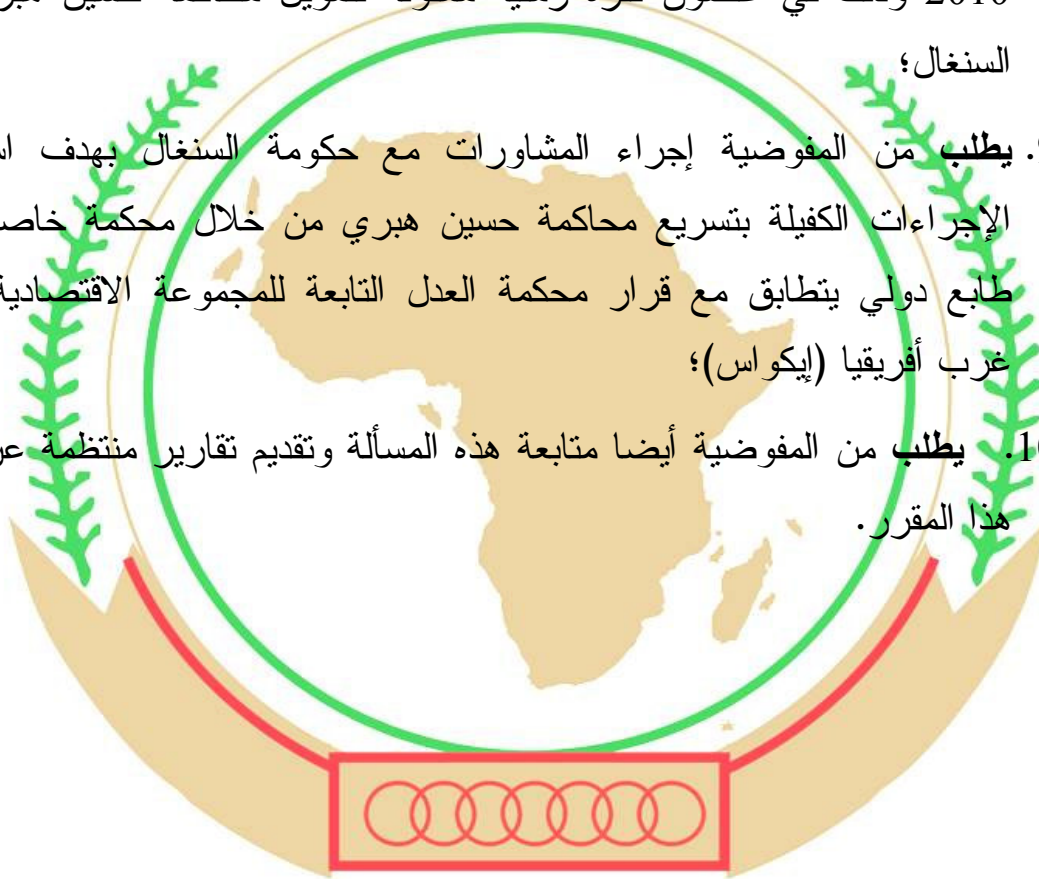 السنغال؛
يطلب من المفوضية إجراء المشاورات مع حكومة السنغال بهدف
الإجراءات الكفيلة بتسريع محاكمة حسين هبري من خلال محكمة
طابع دولي يتطابق مع قرار محكمة العدل التابعة للمجموعة الاقتصادية
غرب أفريقيا (إيكواس)؛
10. يطلب من المفوضية أيضا متابعة هذه المسألة وتقديم تقارير منتظمة
هذا المقرر.